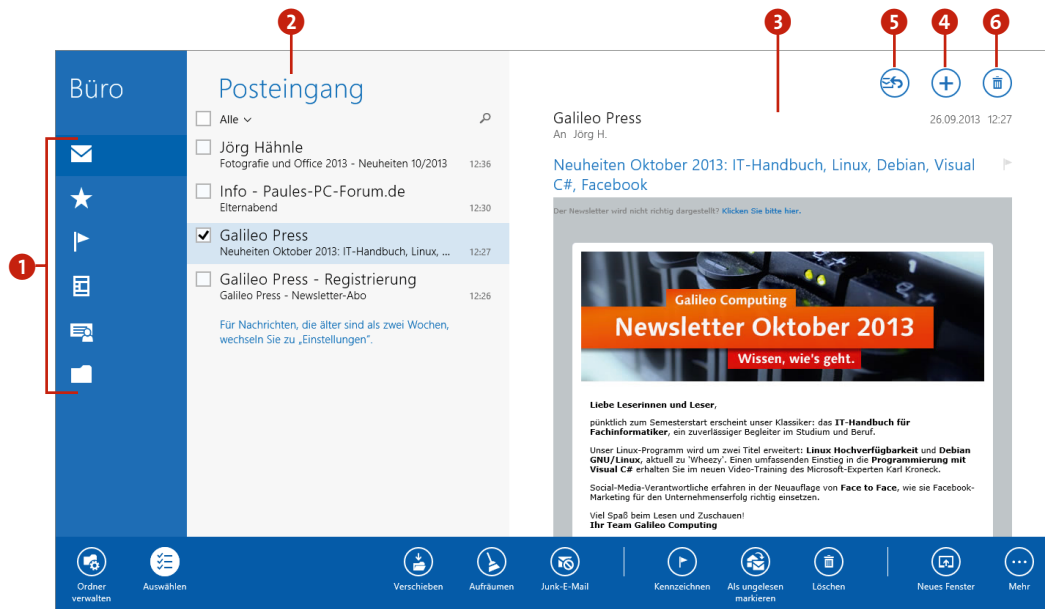 2
3
5
4
6
Büro
Posteingang
Alle
Jörg Hähnle
Fotografie und Office 2013 - Neuheiten 10/2013 12:36
Info - Paules-PC-Forum.de
Elternabend 12:30
Galileo Press
Neuheiten Oktober 2013: IT-Handbuch, Linux, ... 12:27
Galileo Press - Registrierung
Galileo Press - Newsletter-Abo 12:26
Für Nachrichten, die älter sind als zwei Wochen,
wechseln Sie zu „Einstellungen".
1
Galileo Press 26.09.2013 12:27
An Jörg H.
Neuheiten Oktober 2013: IT-Handbuch, Linux, Debian, Visual
C#, Facebook
Der Newsletter wird nicht richtig dargestellt? Klicken Sie bitte hier.
Galileo Computing
Newsletter Oktober 2013
Wissen, wie's geht.
Liebe Leserinnen und Leser,
pünktlich zum Semesterstart erscheint unser Klassiker: das IT-Handbuch für
Fachinformatiker, ein zuverlässiger Begleiter im Studium und Beruf.
Unser Linux-Programm wird um zwei Titel erweitert: Linux Hochverfügbarkeit und Debian
GNU/Linux, aktuell zu 'Wheezy'. Einen umfassenden Einstieg in die Programmierung mit
Visual C# erhalten Sie im neuen Video-Training des Microsoft-Experten Karl Kroneck.
Social-Media-Verantwortliche erfahren in der Neuauflage von Face to Face, wie sie Facebook-
Marketing für den Unternehmenserfolg richtig einsetzen.
Viel Spaß beim Lesen und Zuschauen!
Ihr Team Galileo Computing
Ordner
verwalten
Auswählen
Verschieben
Aufräumen
Junk-E-Mail
Kennzeichnen
Als ungelesen
markieren
Löschen
Neues Fenster
Mehr